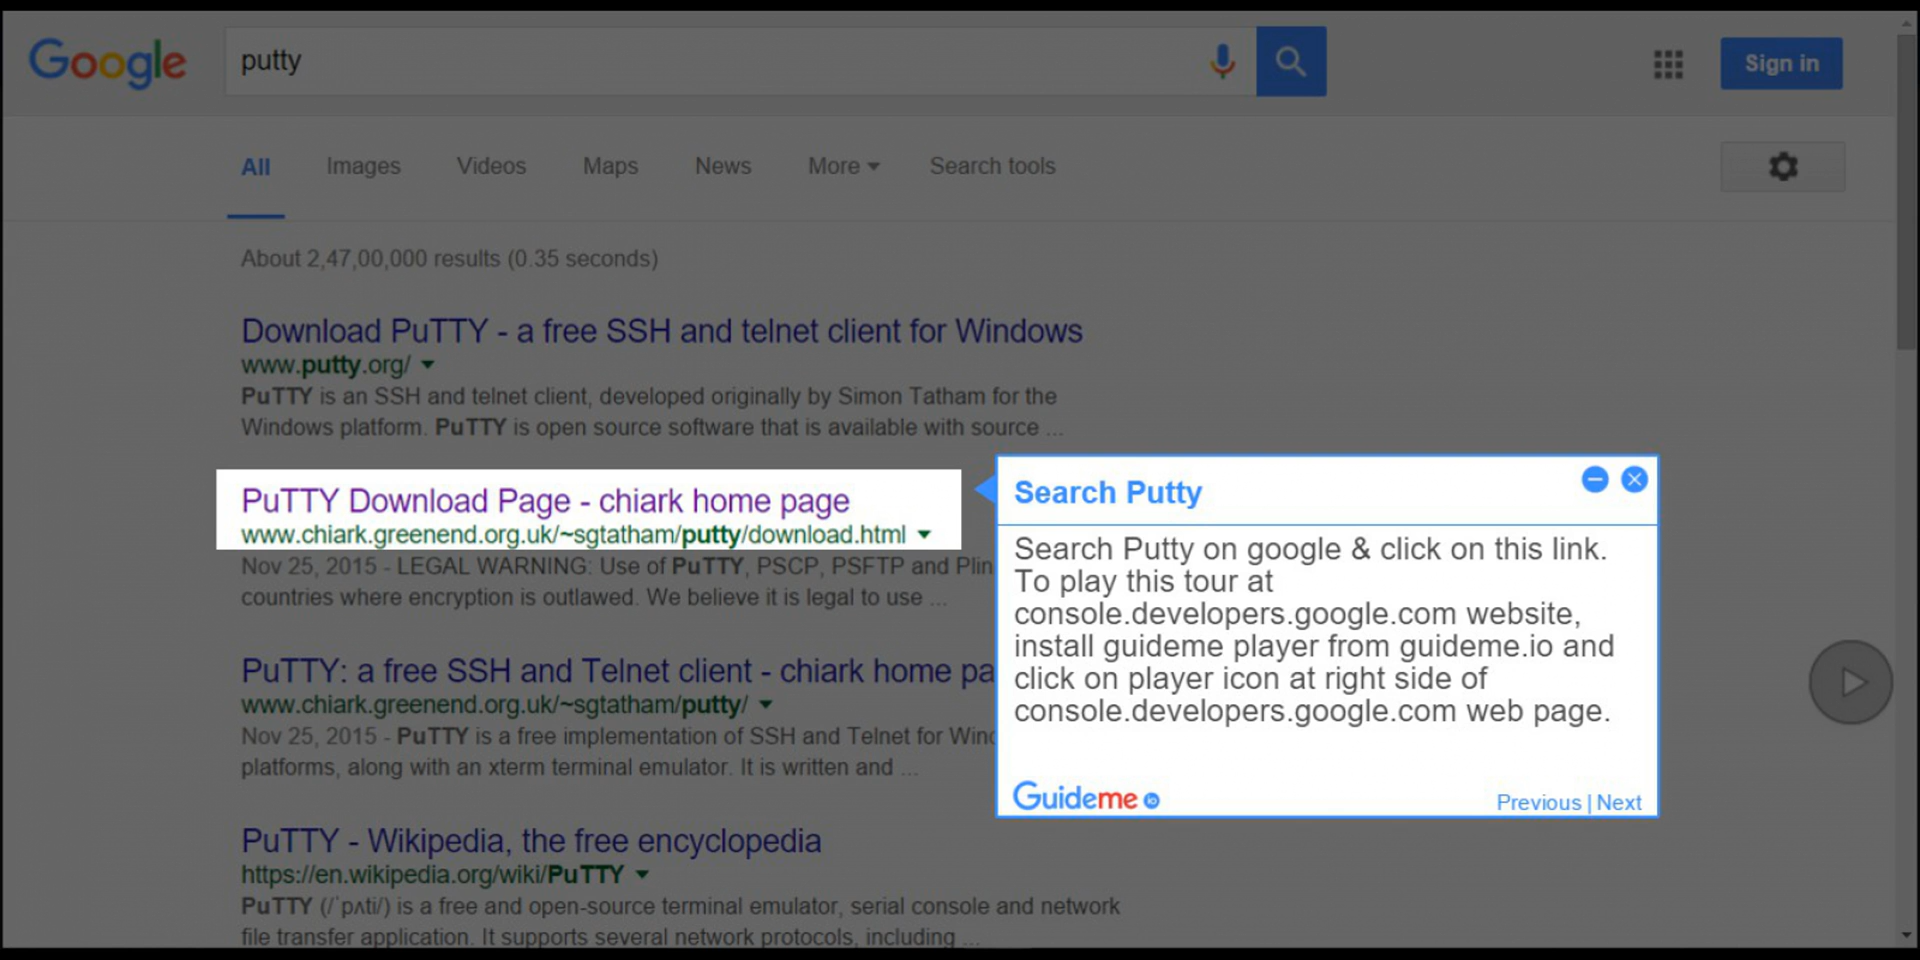 Google
putty
Sign in
All Images Videos Maps News More Search tools
About 2,47,00,000 results (0.35 seconds)
Download PuTTY - a free SSH and telnet client for Windows
www.putty.org/
PuTTY is an SSH and telnet client, developed originally by Simon Tatham for the
Windows platform. PuTTY is open source software that is available with source ...
PuTTY Download Page - chiark home page
www.chiark.greenend.org.uk/~sgtatham/putty/download.html
Nov 25, 2015 - LEGAL WARNING: Use of PuTTY, PSCP, PSFTP and Plin
countries where encryption is outlawed. We believe it is legal to use ...
PuTTY: a free SSH and Telnet client - chiark home pa
www.chiark.greenend.org.uk/~sgtatham/putty/
Nov 25, 2015 - PuTTY is a free implementation of SSH and Telnet for Wind
platforms, along with an xterm terminal emulator. It is written and ...
PuTTY - Wikipedia, the free encyclopedia
https://en.wikipedia.org/wiki/PuTTY
PuTTY (/ˈpʌti/) is a free and open-source terminal emulator, serial console and network
file transfer application. It supports several network protocols, including ...
Search Putty
Search Putty on google & click on this link.
To play this tour at
console.developers.google.com website,
install guideme player from guideme.io and
click on player icon at right side of
console.developers.google.com web page.
Guideme io
Previous | Next